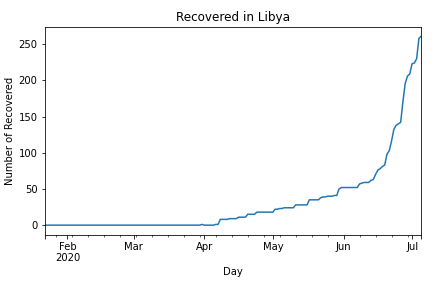 Recovered in Libya
Number of Recovered
250
200
150
100
50
0
Feb
2020
Mar
Apr
May
Jun
Jul
Day